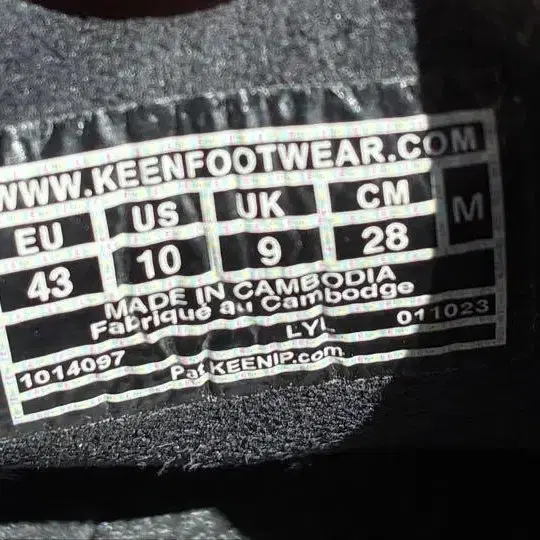 WWW.KEENFOOTWEAR.COM
EU US UK CM M
43 10 9 28
MADE IN CAMBODIA
Fabriqué au Cambodge
LYL 011023
1014097 Pat KEENIP.com